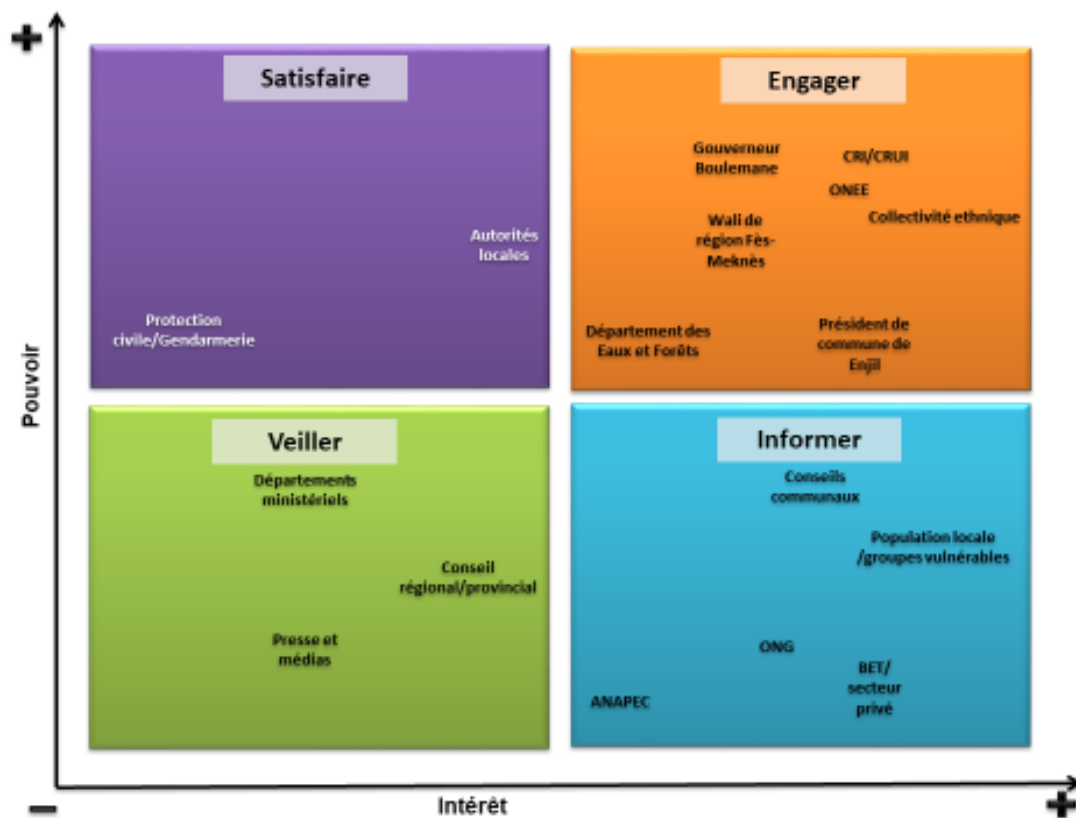 +
Pouvoir
Satisfaire
Autorités
locales
Protection
civile/Gendarmerie
Engager
Gouverneur
Boulemane
CRI/CRUI
ONEE
Collectivité ethnique
Wali de
région Fès-
Meknès
Département des
Eaux et Forêts
Président de
commune de
Enjil
Veiller
Départements
ministériels
Conseil
régional/provincial
Presse et
médias
Informer
Conseils
communaux
Population locale
/groupes vulnérables
ONG
BET/
secteur
privé
ANAPEC
−
Intérêt
+